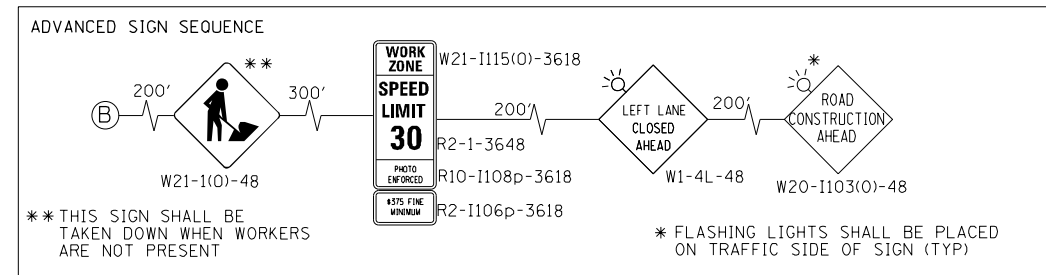 ADVANCED SIGN SEQUENCE
B
200'
**
W21-1(O)-48
300'
WORK
ZONE
SPEED
LIMIT
30
PHOTO
ENFORCED
$375 FINE
MINIMUM
W21-I115(O)-3618
R2-1-3648
R10-I108p-3618
R2-I106p-3618
200'
LEFT LANE
CLOSED
AHEAD
W1-4L-48
200'
*
ROAD
CONSTRUCTION
AHEAD
W20-I103(O)-48
** THIS SIGN SHALL BE
TAKEN DOWN WHEN WORKERS
ARE NOT PRESENT
* FLASHING LIGHTS SHALL BE PLACED
ON TRAFFIC SIDE OF SIGN (TYP)